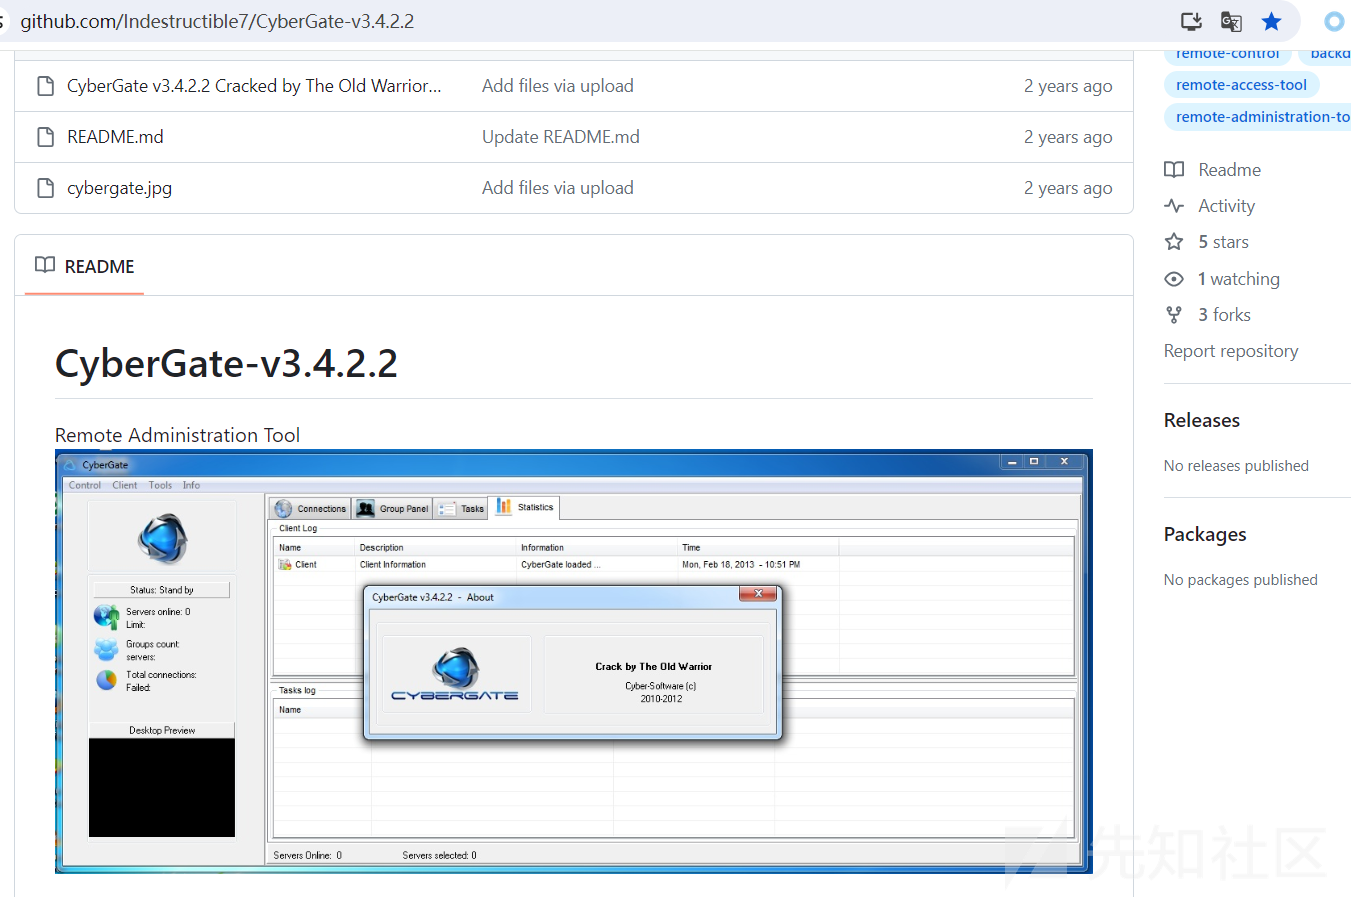 github.com/Indestructible7/CyberGate-v3.4.2.2
remote-control
backd
CyberGate v3.4.2.2 Cracked by The Old Warrior... Add files via upload 2 years ago
remote-access-tool
README.md Update README.md 2 years ago
remote-administration-to
cybergate.jpg Add files via upload 2 years ago
Readme
Activity
5 stars
1 watching
3 forks
Report repository
README
CyberGate-v3.4.2.2
Releases
No releases published
Packages
No packages published
Remote Administration Tool
CyberGate
Control Client Tools Info
Connections Group Panel Tasks Statistics
Client Log
Name Description Information Time
Client Client Information CyberGate loaded ... Mon, Feb 18, 2013 - 10:51 PM
Status: Stand by
Servers online: 0
Limit:
Groups count:
servers:
Total connections:
Failed:
Desktop Preview
CyberGate v3.4.2.2 - About
CYBERGATE
Crack by The Old Warrior
Cyber-Software (c)
2010-2012
Tasks log
Name
Servers Online: 0 Servers selected: 0
先知社区